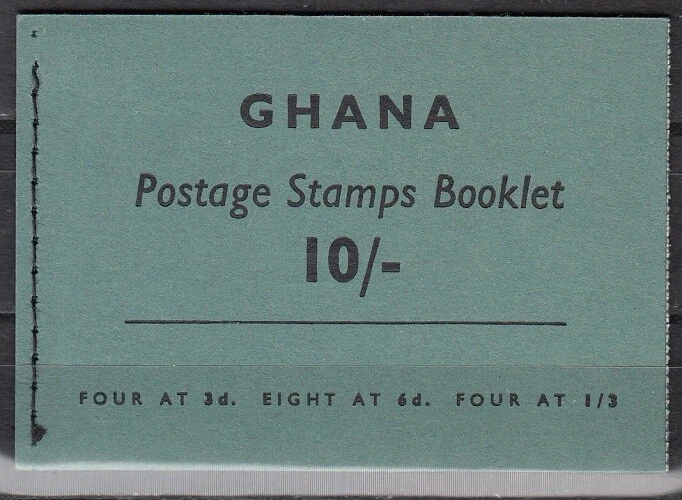 GHANA
Postage Stamps Booklet
10/-
FOUR AT 3d. EIGHT AT 6d. FOUR AT 1/3